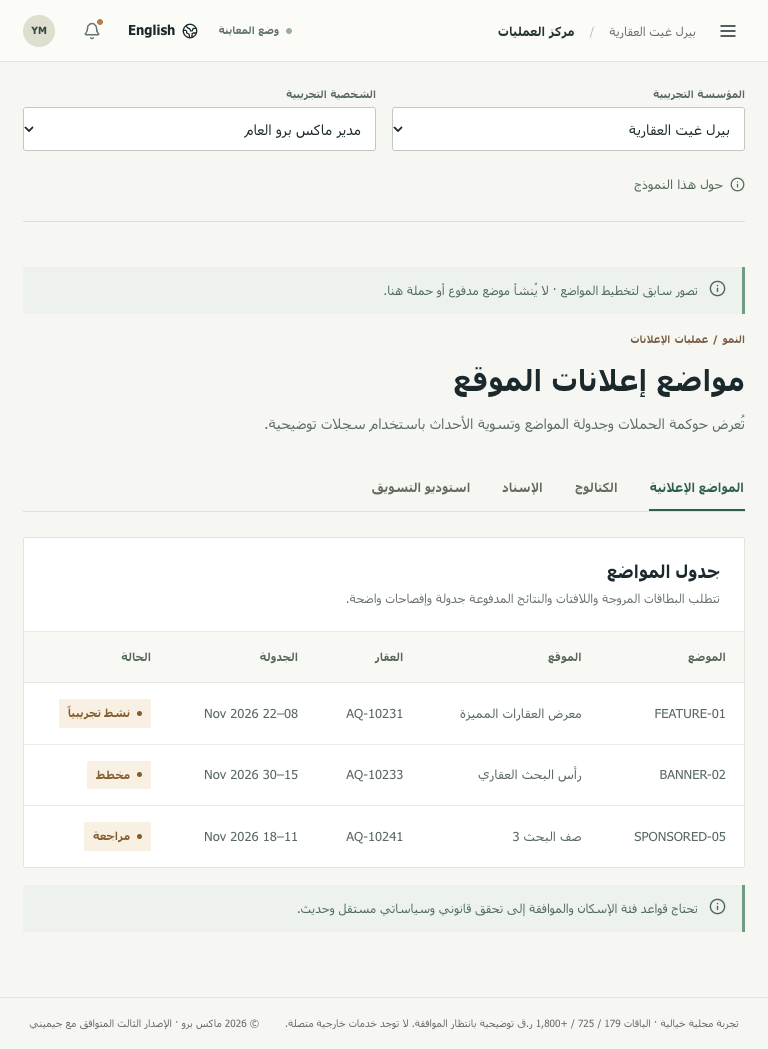 بيرل غيت العقارية / مركز العمليات
وضع المعاينة
English
YM
المؤسسة التجريبية
بيرل غيت العقارية
الشخصية التجريبية
مدير ماكس برو العام
حول هذا النموذج
تصور سابق لتخطيط المواضع · لا يُنشأ موضع مدفوع أو حملة هنا.
النمو / عمليات الإعلانات
مواضع إعلانات الموقع
تُعرض حوكمة الحملات وجدولة المواضع وتسوية الأحداث باستخدام سجلات توضيحية.
المواضع الإعلانية الكتالوج الإسناد استوديو التسويق
جدول المواضع
تتطلب البطاقات المروجة واللافتات والنتائج المدفوعة جدولة وإفصاحات واضحة.
الموضع الموقع العقار الجدولة الحالة
FEATURE-01 معرض العقارات المميزة AQ-10231 08–22 Nov 2026 نشط تجريبياً
BANNER-02 رأس البحث العقاري AQ-10233 15–30 Nov 2026 مخطط
SPONSORED-05 صف البحث 3 AQ-10241 11–18 Nov 2026 مراجعة
تحتاج قواعد فئة الإسكان والموافقة إلى تحقق قانوني وسياساتي مستقل وحديث.
تجربة محلية خيالية · الباقات 179 / 725 / 1,800+ ر.ق توضيحية بانتظار الموافقة. لا توجد خدمات خارجية متصلة.
© 2026 ماكس برو · الإصدار الثالث المتوافق مع جيميني